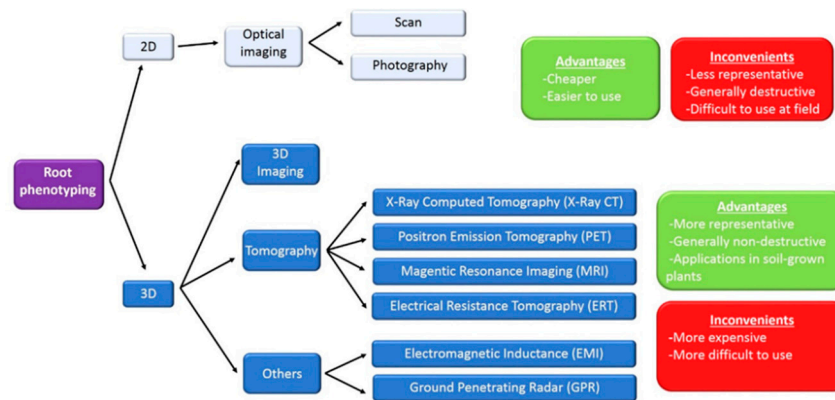 2D
Optical
imaging
Scan
Photography
Advantages
-Cheaper
-Easier to use
Inconvenients
-Less representative
-Generally destructive
-Difficult to use at field
Root
phenotyping
3D
3D
Imaging
Tomography
X-Ray Computed Tomography (X-Ray CT)
Positron Emission Tomography (PET)
Magentic Resonance Imaging (MRI)
Electrical Resistance Tomography (ERT)
Others
Electromagnetic Inductance (EMI)
Ground Penetrating Radar (GPR)
Advantages
-More representative
-Generally non-destructive
-Applications in soil-grown
plants
Inconvenients
-More expensive
-More difficult to use